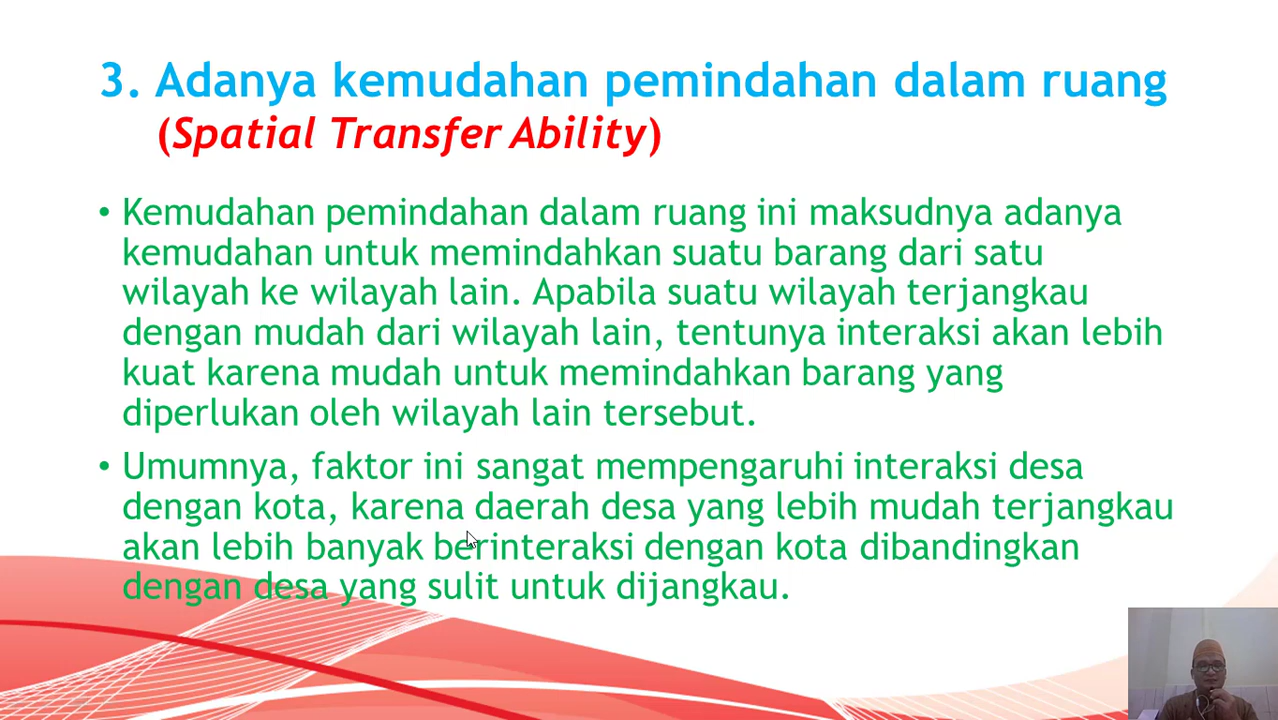 3. Adanya kemudahan pemindahan dalam ruang
(Spatial Transfer Ability)
• Kemudahan pemindahan dalam ruang ini maksudnya adanya
kemudahan untuk memindahkan suatu barang dari satu
wilayah ke wilayah lain. Apabila suatu wilayah terjangkau
dengan mudah dari wilayah lain, tentunya interaksi akan lebih
kuat karena mudah untuk memindahkan barang yang
diperlukan oleh wilayah lain tersebut.
• Umumnya, faktor ini sangat mempengaruhi interaksi desa
dengan kota, karena daerah desa yang lebih mudah terjangkau
akan lebih banyak berinteraksi dengan kota dibandingkan
dengan desa yang sulit untuk dijangkau.